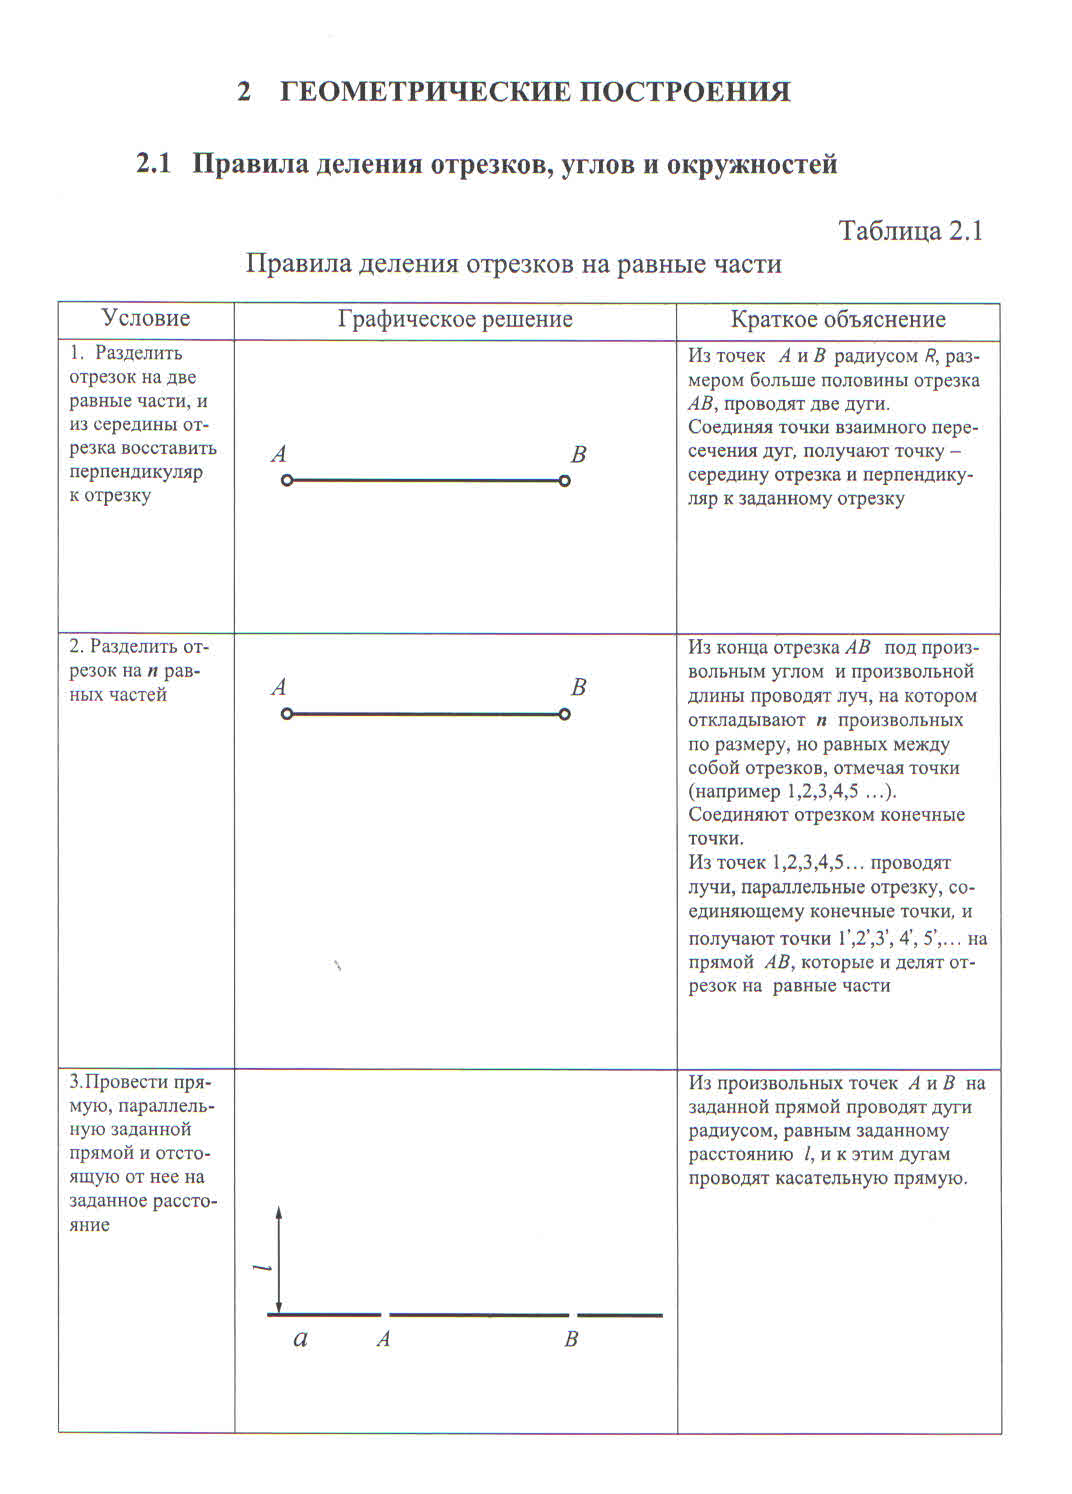 2 ГЕОМЕТРИЧЕСКИЕ ПОСТРОЕНИЯ
2.1 Правила деления отрезков, углов и окружностей
Таблица 2.1
Правила деления отрезков на равные части
Условие
Графическое решение
Краткое объяснение
1. Разделить
отрезок на две
равные части, и
из середины от-
резка восставить
перпендикуляр
к отрезку
A
B
Из точек A и B радиусом R, раз-
мером больше половины отрезка
AB, проводят две дуги.
Соединяя точки взаимного пере-
сечения дуг, получают точку –
середину отрезка и перпендику-
ляр к заданному отрезку
2. Разделить от-
резок на n рав-
ных частей
A
B
Из конца отрезка AB под произ-
вольным углом и произвольной
длины проводят луч, на котором
откладывают n произвольных
по размеру, но равных между
собой отрезков, отмечая точки
(например 1,2,3,4,5 ...).
Соединяют отрезком конечные
точки.
Из точек 1,2,3,4,5... проводят
лучи, параллельные отрезку, со-
единяющему конечные точки, и
получают точки 1',2',3', 4', 5',... на
прямой AB, которые и делят от-
резок на равные части
3.Провести пря-
мую, параллель-
ную заданной
прямой и отсто-
ящую от нее на
заданное рассто-
яние
l
a
A
B
Из произвольных точек A и B на
заданной прямой проводят дуги
радиусом, равным заданному
расстоянию l, и к этим дугам
проводят касательную прямую.